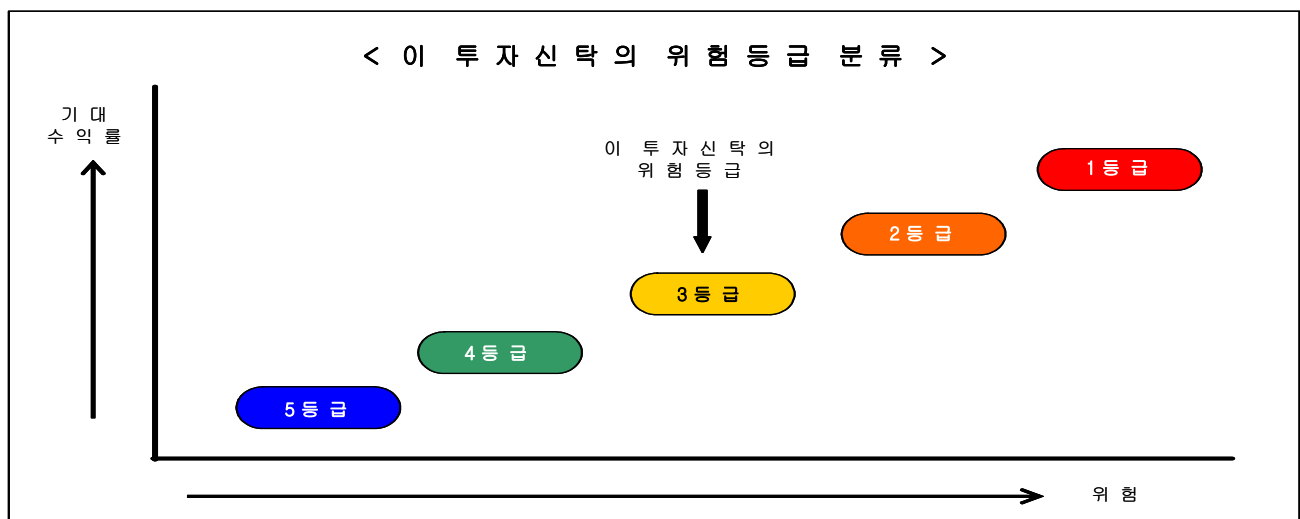 < 이 투자신탁의 위험등급 분류 >
기대
수익률
이 투자신탁의
위험등급
1등급
2등급
3등급
4등급
5등급
위험